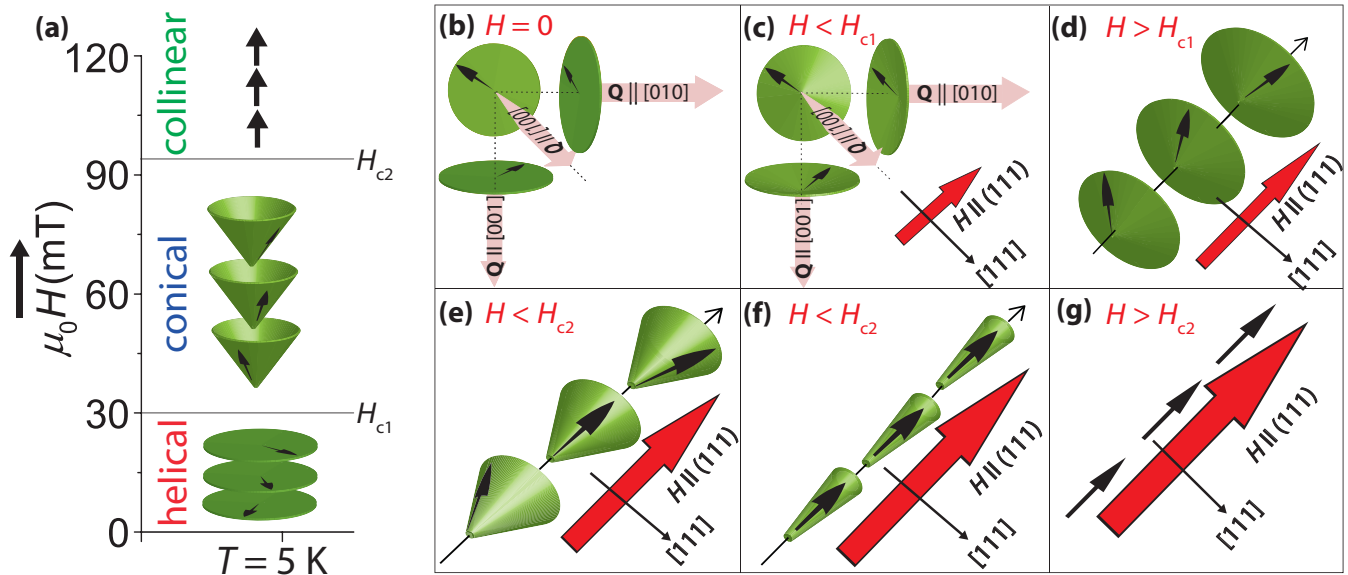 (a)
120
90
60
30
0
μ₀H (mT)
collinear
conical
helical
H_c2
H_c1
T = 5 K
(b) H = 0
Q || [010]
Q || [100]
Q || [001]
(c) H < H_c1
Q || [010]
Q || [100]
Q || [001]
H || (111)
[111]
(d) H > H_c1
H || (111)
[111]
(e) H < H_c2
H || (111)
[111]
(f) H < H_c2
H || (111)
[111]
(g) H > H_c2
H || (111)
[111]